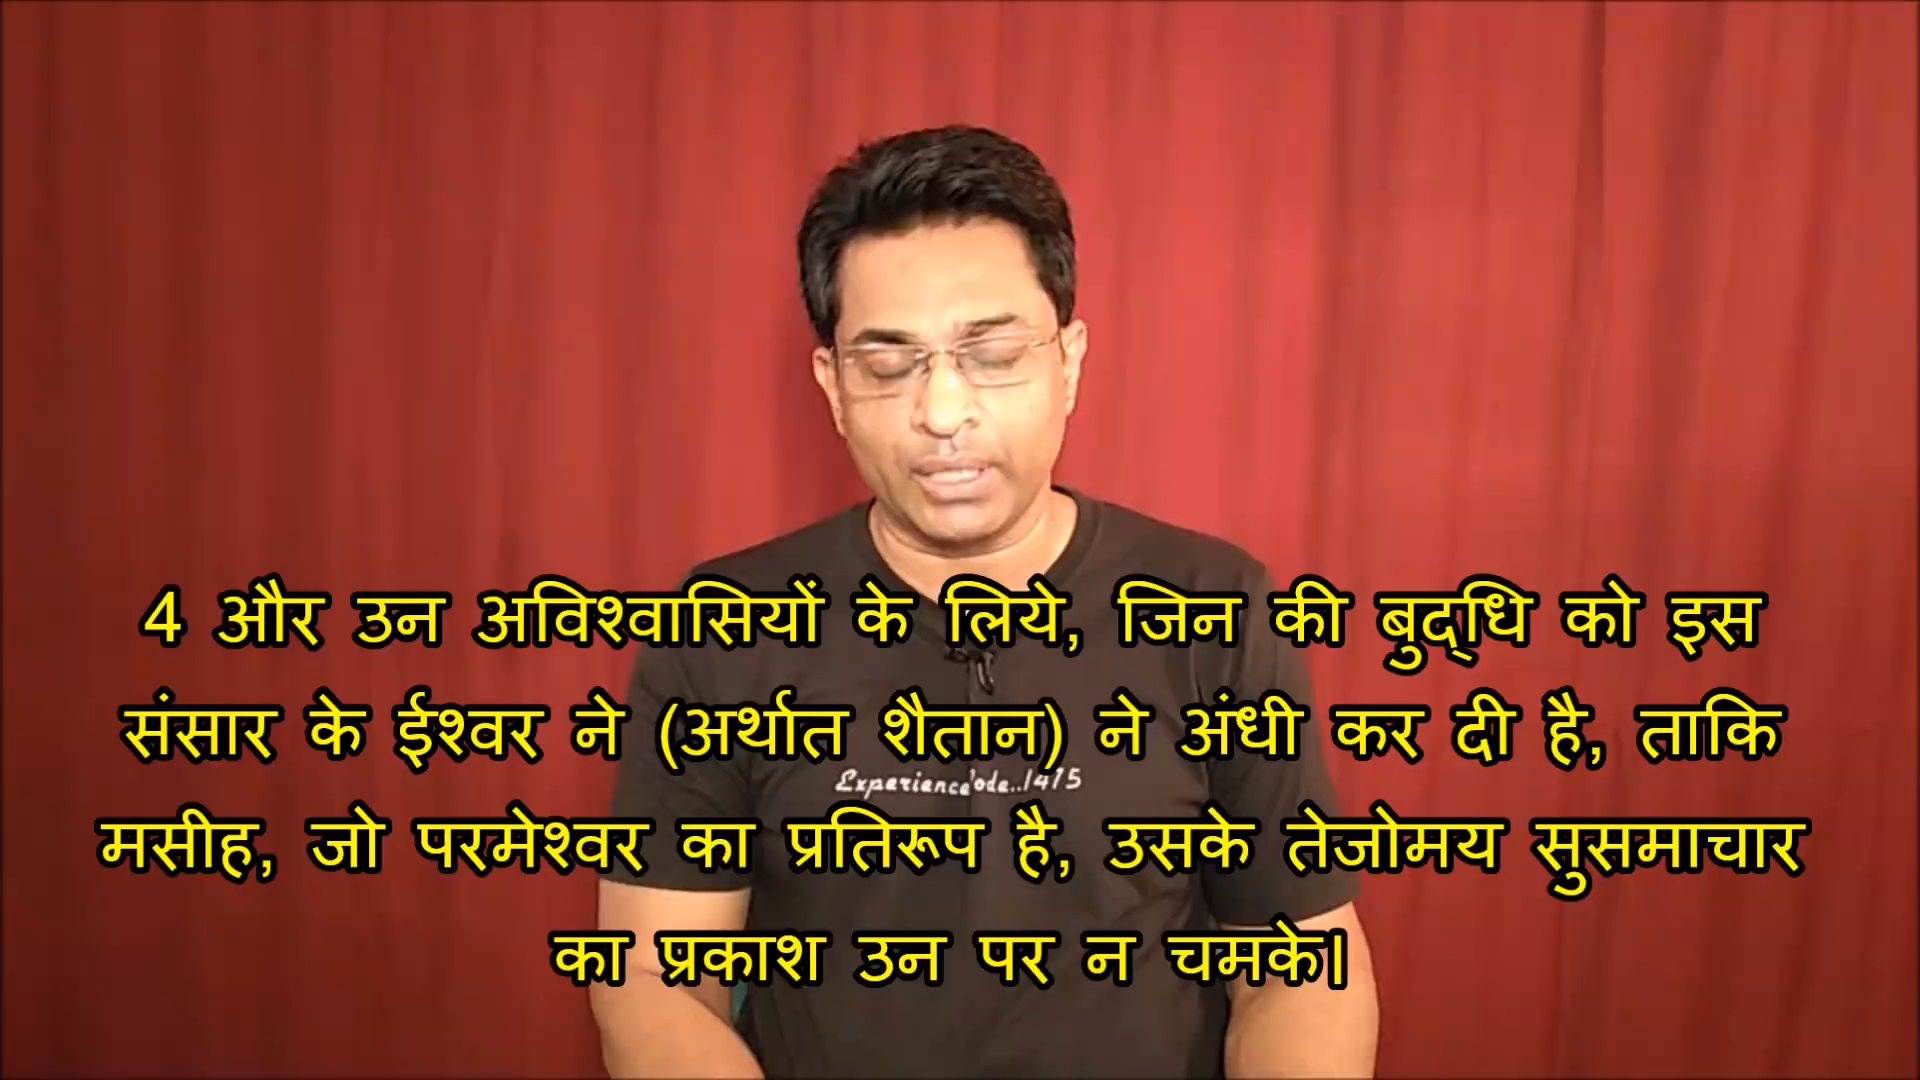 4 और उन अविश्वासियों के लिये, जिन की बुद्धि को इस
संसार के ईश्वर ने (अर्थात शैतान) ने अंधी कर दी है, ताकि
मसीह, जो परमेश्वर का प्रतिरूप है, उसके तेजोमय सुसमाचार
का प्रकाश उन पर न चमके।
1415